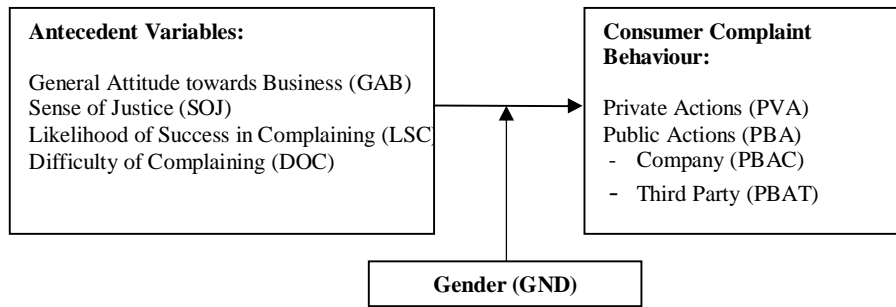 Antecedent Variables:
General Attitude towards Business (GAB)
Sense of Justice (SOJ)
Likelihood of Success in Complaining (LSC)
Difficulty of Complaining (DOC)
Consumer Complaint
Behaviour:
Private Actions (PVA)
Public Actions (PBA)
- Company (PBAC)
- Third Party (PBAT)
Gender (GND)